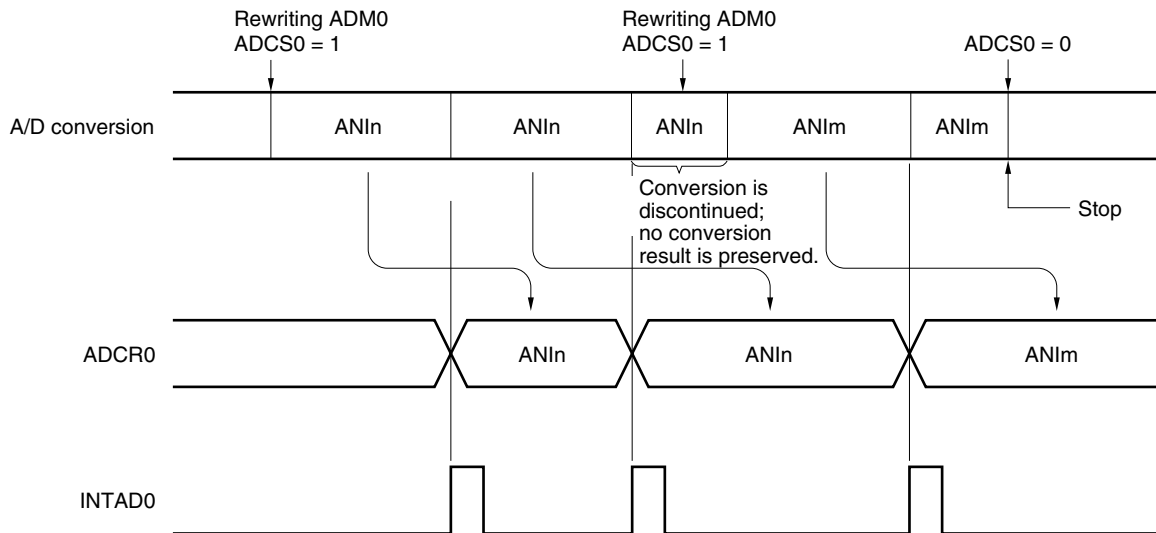 Rewriting ADM0
ADCS0 = 1
Rewriting ADM0
ADCS0 = 1
ADCS0 = 0
A/D conversion
ANIn
ANIn
ANIn
ANIm
ANIm
Conversion is
discontinued;
no conversion
result is preserved.
Stop
ADCR0
ANIn
ANIn
ANIm
INTAD0